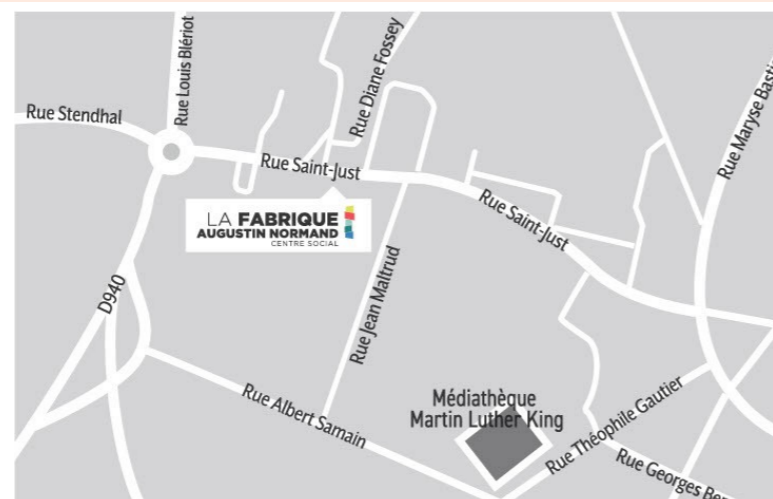 Rue Louis Blériot
Rue Diane Fossey
Rue Stendhal
Rue Saint-Just
Rue Maryse
LA FABRIQUE
AUGUSTIN NORMAND
CENTRE SOCIAL
Rue Saint-Just
D940
Rue Jean Maltrud
Rue Albert Samain
Médiathèque
Martin Luther King
Rue Théophile Gautier
Rue Georges